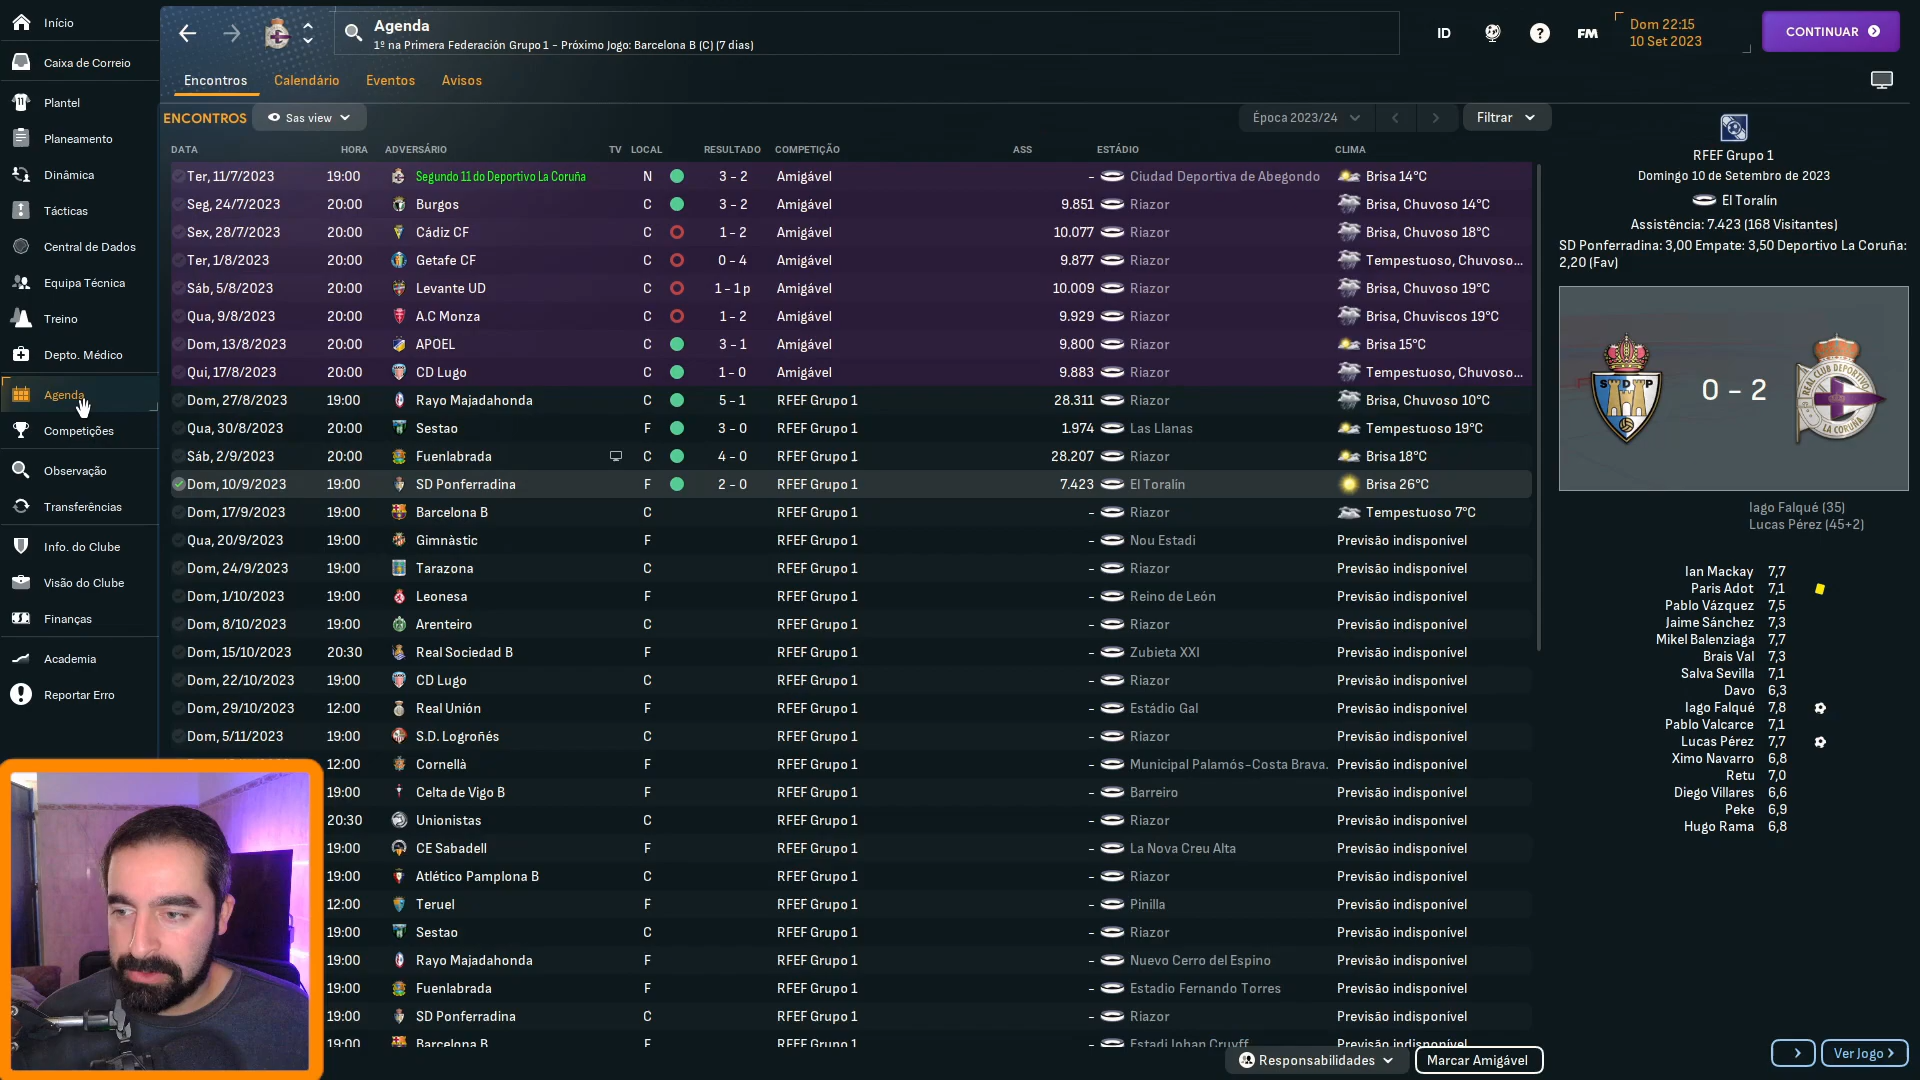 Início
Caixa de Correio
Plantel
Planeamento
Dinâmica
Tácticas
Central de Dados
Equipa Técnica
Treino
Depto. Médico
Agenda
Competições
Observação
Transferências
Info. do Clube
Visão do Clube
Finanças
Academia
Reportar Erro
Agenda
1º na Primera Federación Grupo 1 - Próximo Jogo: Barcelona B (C) (7 dias)
ID
FM
Dom 22:15
10 Set 2023
CONTINUAR
Encontros Calendário Eventos Avisos
ENCONTROS Sas view Época 2023/24 Filtrar
DATA HORA ADVERSÁRIO TV LOCAL RESULTADO COMPETIÇÃO ASS ESTÁDIO CLIMA
Ter, 11/7/2023 19:00 Segundo 11 do Deportivo La Coruña N 3 - 2 Amigável - Ciudad Deportiva de Abegondo Brisa 14°C
Seg, 24/7/2023 20:00 Burgos C 3 - 2 Amigável 9.851 Riazor Brisa, Chuvoso 14°C
Sex, 28/7/2023 20:00 Cádiz CF C 1 - 2 Amigável 10.077 Riazor Brisa, Chuvoso 18°C
Ter, 1/8/2023 20:00 Getafe CF C 0 - 4 Amigável 9.877 Riazor Tempestuoso, Chuvoso...
Sáb, 5/8/2023 20:00 Levante UD C 1 - 1 p Amigável 10.009 Riazor Brisa, Chuvoso 19°C
Qua, 9/8/2023 20:00 A.C Monza C 1 - 2 Amigável 9.929 Riazor Brisa, Chuviscos 19°C
Dom, 13/8/2023 20:00 APOEL C 3 - 1 Amigável 9.800 Riazor Brisa 15°C
Qui, 17/8/2023 20:00 CD Lugo C 1 - 0 Amigável 9.883 Riazor Tempestuoso, Chuvoso...
Dom, 27/8/2023 19:00 Rayo Majadahonda C 5 - 1 RFEF Grupo 1 28.311 Riazor Brisa, Chuvoso 10°C
Qua, 30/8/2023 20:00 Sestao F 3 - 0 RFEF Grupo 1 1.974 Las Llanas Tempestuoso 19°C
Sáb, 2/9/2023 20:00 Fuenlabrada C 4 - 0 RFEF Grupo 1 28.207 Riazor Brisa 18°C
Dom, 10/9/2023 19:00 SD Ponferradina F 2 - 0 RFEF Grupo 1 7.423 El Toralín Brisa 26°C
Dom, 17/9/2023 19:00 Barcelona B C RFEF Grupo 1 - Riazor Tempestuoso 7°C
Qua, 20/9/2023 19:00 Gimnàstic F RFEF Grupo 1 - Nou Estadi Previsão indisponível
Dom, 24/9/2023 19:00 Tarazona C RFEF Grupo 1 - Riazor Previsão indisponível
Dom, 1/10/2023 19:00 Leonesa F RFEF Grupo 1 - Reino de León Previsão indisponível
Dom, 8/10/2023 19:00 Arenteiro C RFEF Grupo 1 - Riazor Previsão indisponível
Dom, 15/10/2023 20:30 Real Sociedad B F RFEF Grupo 1 - Zubieta XXI Previsão indisponível
Dom, 22/10/2023 19:00 CD Lugo C RFEF Grupo 1 - Riazor Previsão indisponível
Dom, 29/10/2023 12:00 Real Unión F RFEF Grupo 1 - Estádio Gal Previsão indisponível
Dom, 5/11/2023 19:00 S.D. Logroñés C RFEF Grupo 1 - Riazor Previsão indisponível
12:00 Cornellà F RFEF Grupo 1 - Municipal Palamós-Costa Brava. Previsão indisponível
19:00 Celta de Vigo B F RFEF Grupo 1 - Barreiro Previsão indisponível
20:30 Unionistas C RFEF Grupo 1 - Riazor Previsão indisponível
19:00 CE Sabadell F RFEF Grupo 1 - La Nova Creu Alta Previsão indisponível
19:00 Atlético Pamplona B C RFEF Grupo 1 - Riazor Previsão indisponível
12:00 Teruel F RFEF Grupo 1 - Pinilla Previsão indisponível
19:00 Sestao C RFEF Grupo 1 - Riazor Previsão indisponível
19:00 Rayo Majadahonda F RFEF Grupo 1 - Nuevo Cerro del Espino Previsão indisponível
19:00 Fuenlabrada F RFEF Grupo 1 - Estadio Fernando Torres Previsão indisponível
19:00 SD Ponferradina C RFEF Grupo 1 - Riazor Previsão indisponível
19:00 Barcelona B F RFEF Grupo 1 - Estadi Johan Cruyff Previsão indisponível
Responsabilidades Marcar Amigável
RFEF Grupo 1
Domingo 10 de Setembro de 2023
El Toralín
Assistência: 7.423 (168 Visitantes)
SD Ponferradina: 3,00 Empate: 3,50 Deportivo La Coruña:
2,20 (Fav)
0 - 2
Iago Falqué (35)
Lucas Pérez (45+2)
Ian Mackay 7,7
Paris Adot 7,1
Pablo Vázquez 7,5
Jaime Sánchez 7,3
Mikel Balenziaga 7,7
Brais Val 7,3
Salva Sevilla 7,1
Davo 6,3
Iago Falqué 7,8
Pablo Valcarce 7,1
Lucas Pérez 7,7
Ximo Navarro 6,8
Retu 7,0
Diego Villares 6,6
Peke 6,9
Hugo Rama 6,8
Ver Jogo